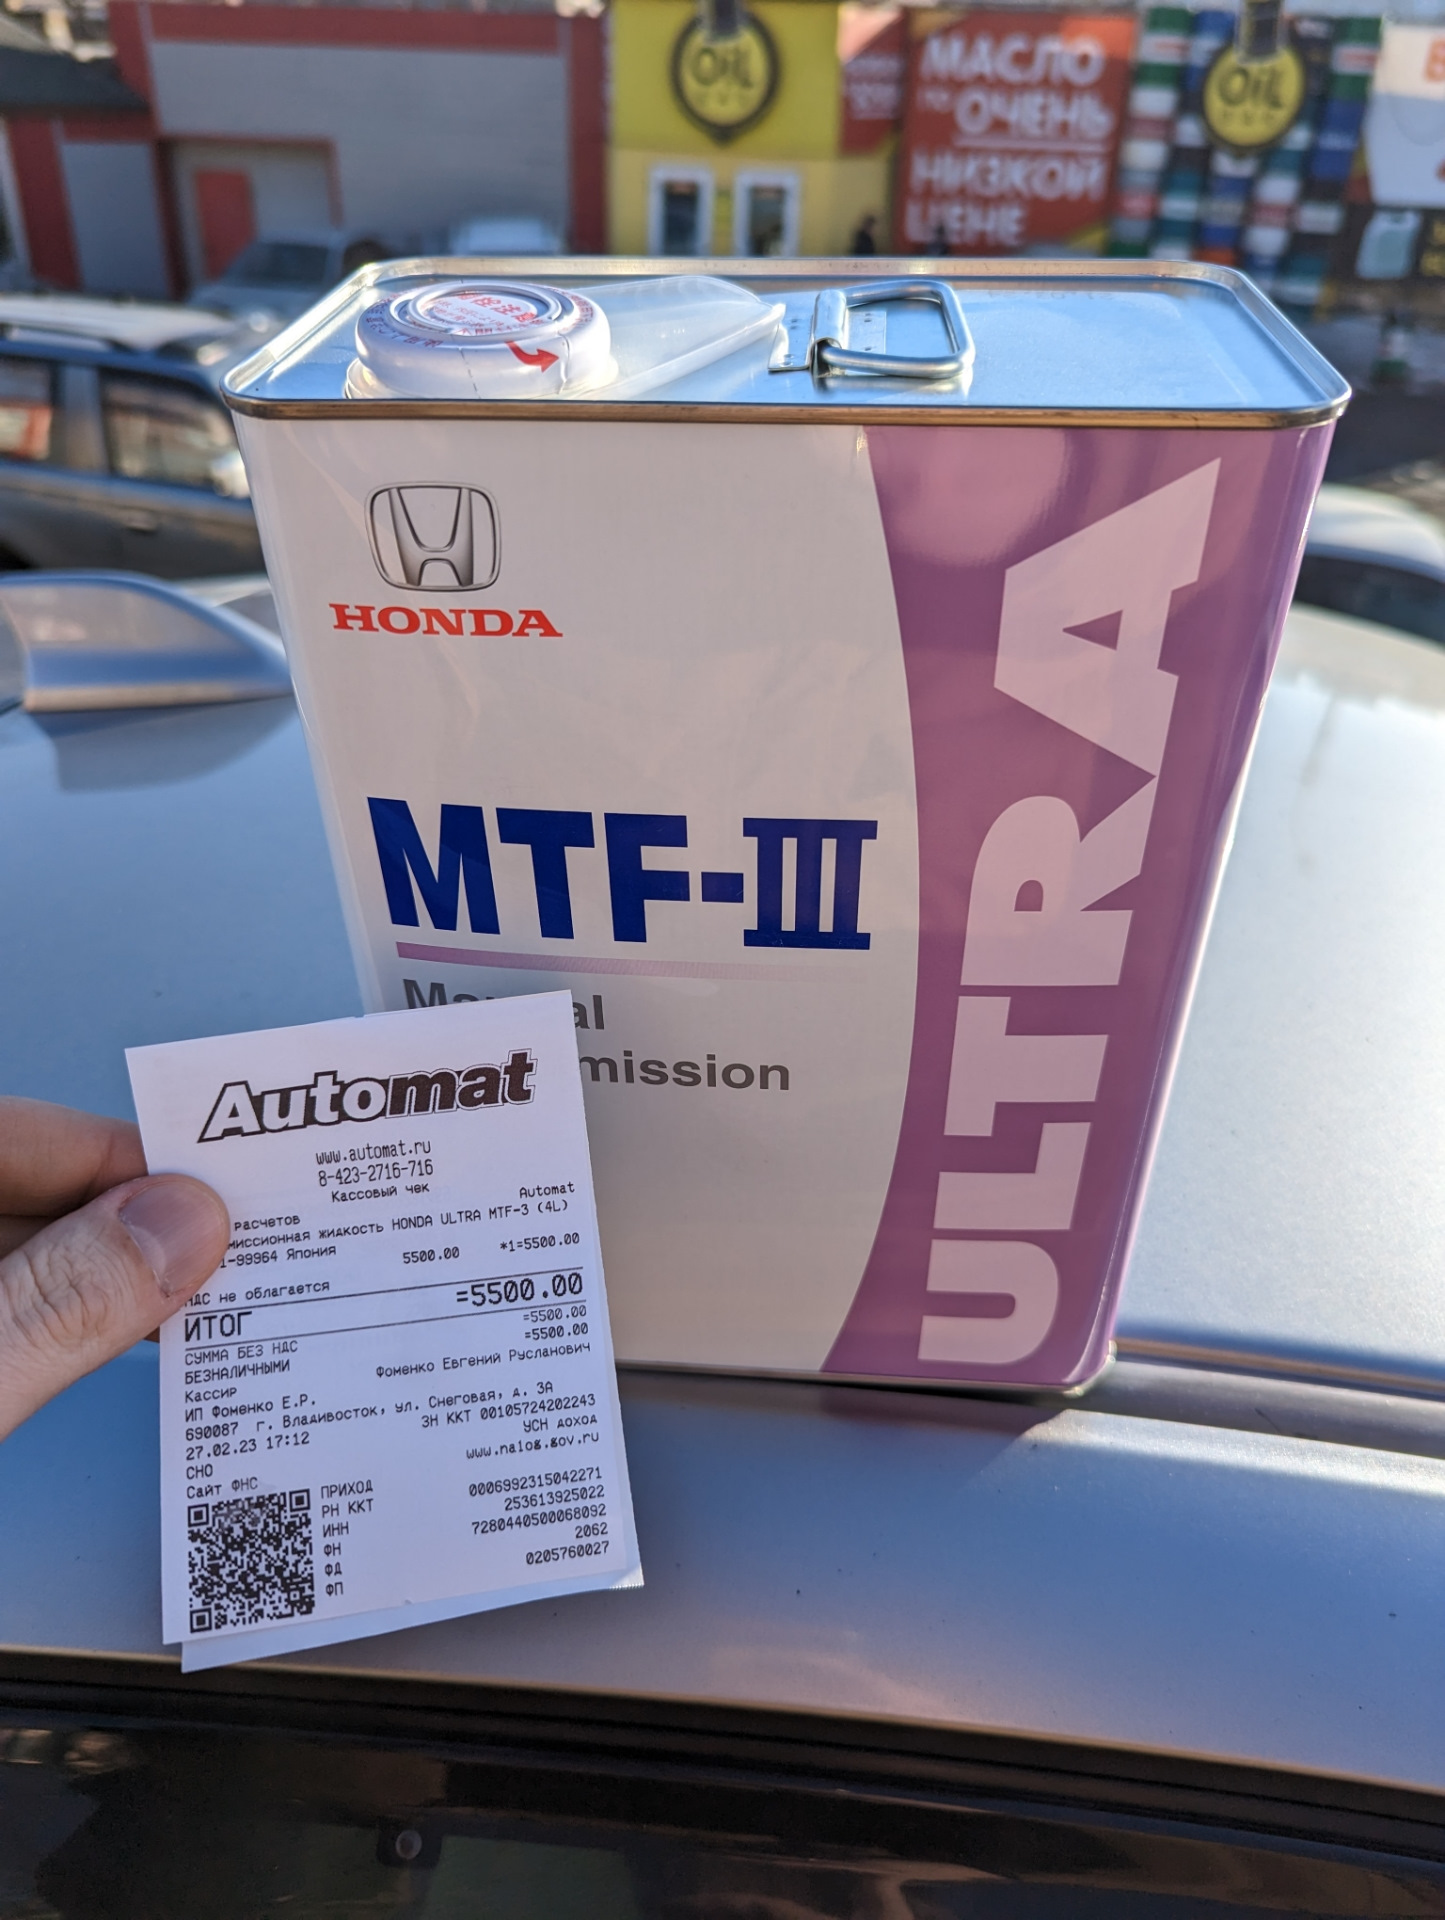 OIL
МАСЛО
ПО ОЧЕНЬ
НИЗКОЙ
ЦЕНЕ
OIL
HONDA
MTF-III
ULTRA
Automat
www.automat.ru
8-423-2716-716
Кассовый чек
расчетов Automat
миссионная жидкость HONDA ULTRA MTF-3 (4L)
1-99964 Япония 5500.00 *1=5500.00
НДС не облагается
ИТОГ =5500.00
СУММА БЕЗ НДС =5500.00
БЕЗНАЛИЧНЫМИ =5500.00
Кассир Фоменко Евгений Русланович
ИП Фоменко Е.Р.
690087 г. Владивосток, ул. Снеговая, д. 3А
27.02.23 17:12 ЗН ККТ 00105724202243
СНО УСН доход
Сайт ФНС www.nalog.gov.ru
ПРИХОД
РН ККТ 0006992315042271
ИНН 253613925022
ФН 7280440500068092
ФД 2062
ФП 0205760027